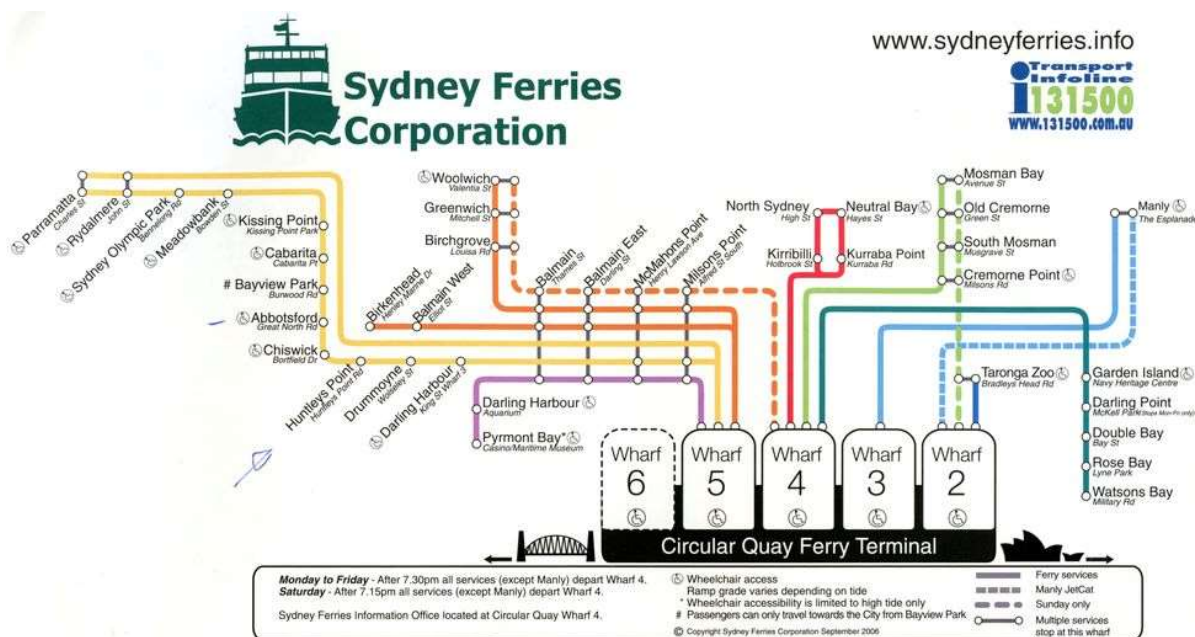 www.sydneyferries.info
Sydney Ferries
Corporation
Transport
Infoline
131500
www.131500.com.au
Parramatta
Charles St
Rydalmere
John St
Sydney Olympic Park
Bennelong Rd
Meadowbank
Bowden St
Kissing Point
Kissing Point Park
Cabarita
Cabarita Pt
# Bayview Park
Burwood Rd
Abbotsford
Great North Rd
Chiswick
Bortfield Dr
Huntleys Point
Huntleys Point Rd
Drummoyne
Wolseley St
Darling Harbour
King St Wharf 3
Woolwich
Valentia St
Greenwich
Mitchell St
Birchgrove
Louisa Rd
Birkenhead
Henley Marine Dr
Balmain West
Elliot St
Balmain
Thames St
Balmain East
Darling St
McMahons Point
Henry Lawson Ave
Milsons Point
Alfred St South
Darling Harbour
Aquarium
Pyrmont Bay*
Casino/Maritime Museum
North Sydney
High St
Neutral Bay
Hayes St
Kirribilli
Holbrook St
Kurraba Point
Kurraba Rd
Mosman Bay
Avenue St
Old Cremorne
Green St
South Mosman
Musgrave St
Cremorne Point
Milsons Rd
Manly
The Esplanade
Taronga Zoo
Bradleys Head Rd
Garden Island
Navy Heritage Centre
Darling Point
McKell Park (Stops Mon-Fri only)
Double Bay
Bay St
Rose Bay
Lyne Park
Watsons Bay
Military Rd
Wharf
6
Wharf
5
Wharf
4
Wharf
3
Wharf
2
Circular Quay Ferry Terminal
Monday to Friday - After 7.30pm all services (except Manly) depart Wharf 4.
Saturday - After 7.15pm all services (except Manly) depart Wharf 4.
Sydney Ferries Information Office located at Circular Quay Wharf 4.
Wheelchair access
Ramp grade varies depending on tide
* Wheelchair accessibility is limited to high tide only
# Passengers can only travel towards the City from Bayview Park
© Copyright Sydney Ferries Corporation September 2006
Ferry services
Manly JetCat
Sunday only
Multiple services
stop at this wharf